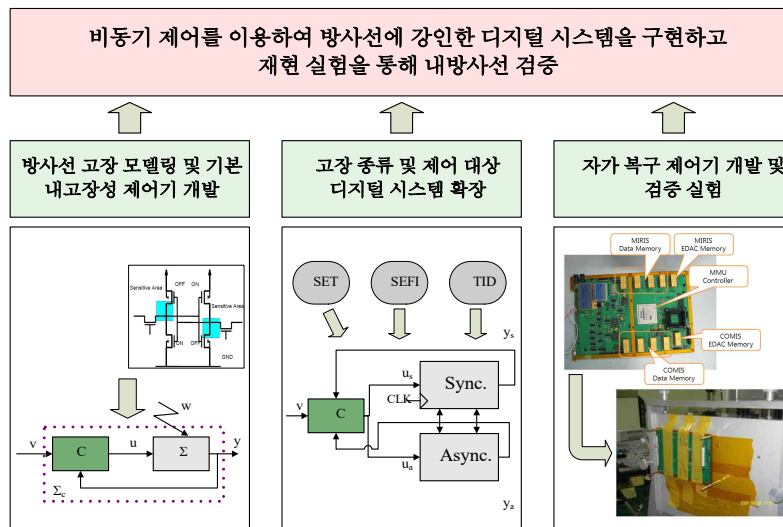 비동기 제어를 이용하여 방사선에 강인한 디지털 시스템을 구현하고
재현 실험을 통해 내방사선 검증
방사선 고장 모델링 및 기본
내고장성 제어기 개발
고장 종류 및 제어 대상
디지털 시스템 확장
자가 복구 제어기 개발 및
검증 실험
OFF ON
Sensitive Area
Sensitive Area
ON OFF
GND
w
v
C
u
Σ
y
Σc
SET
SEFI
TID
ys
us
Sync.
CLK
v
C
Async.
ua
ya
MIRIS
Data Memory
MIRIS
EDAC Memory
MMU
Controller
COMIS
EDAC Memory
COMIS
Data Memory